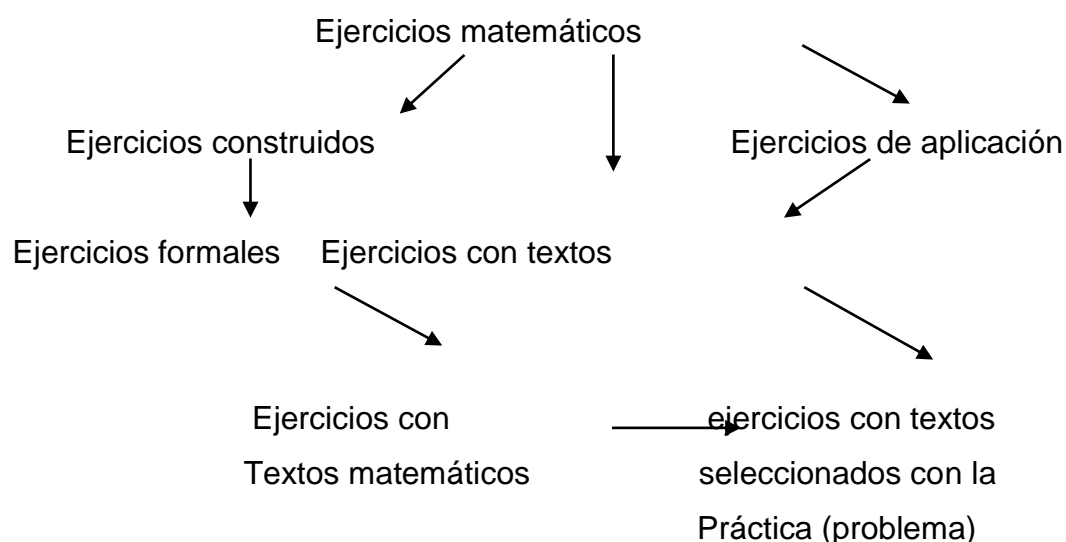 Ejercicios matemáticos
Ejercicios construidos
Ejercicios de aplicación
Ejercicios formales
Ejercicios con textos
Ejercicios con
Textos matemáticos
ejercicios con textos
seleccionados con la
Práctica (problema)